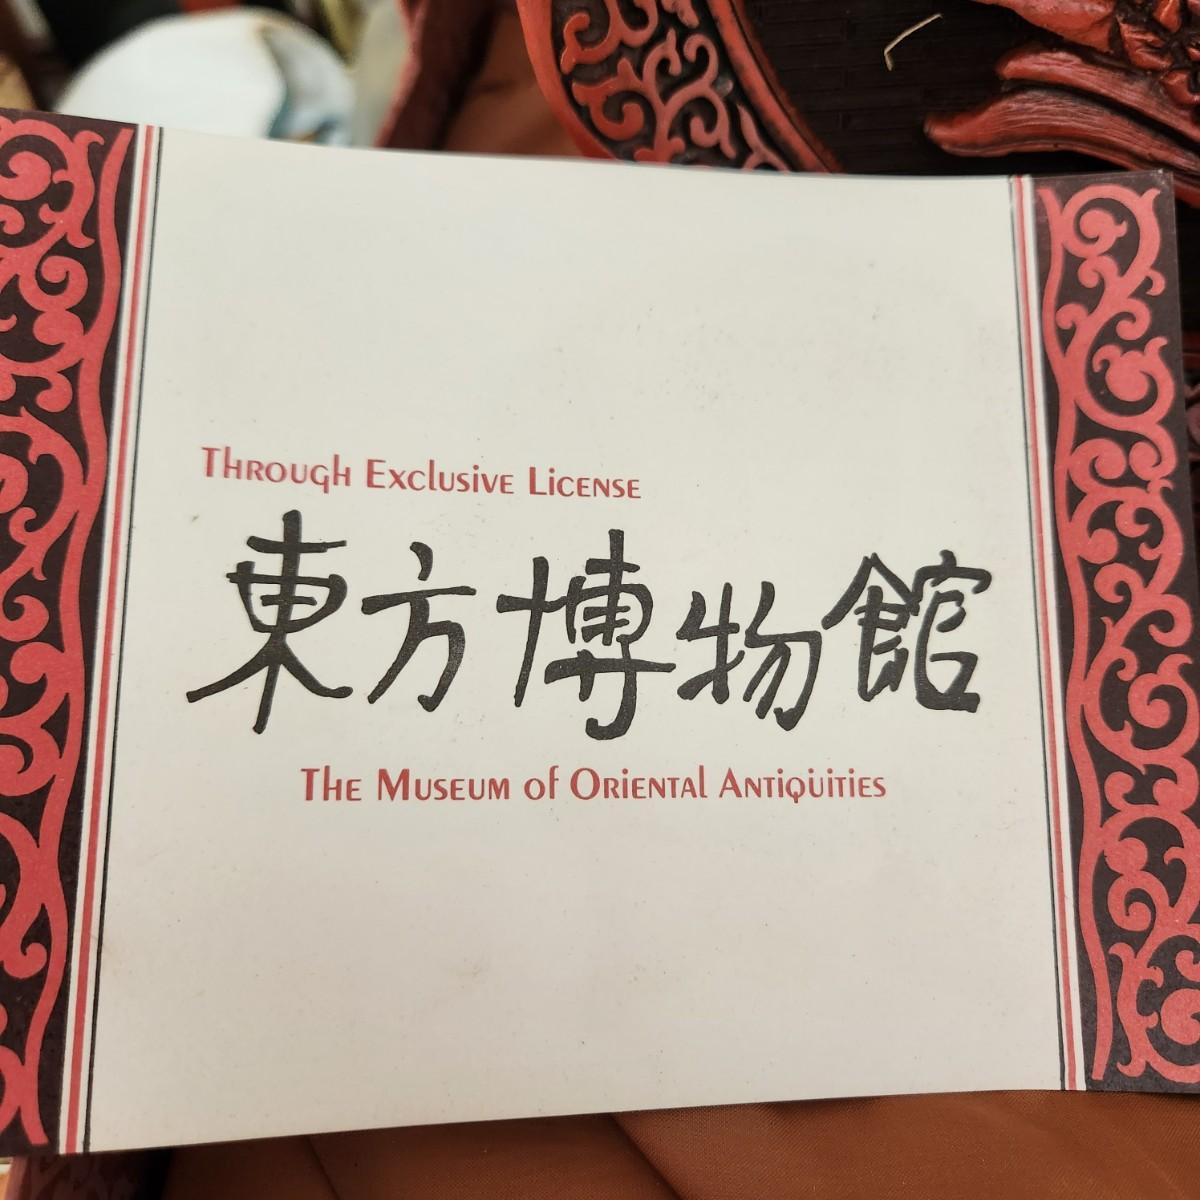 Through Exclusive License
東方博物館
The Museum of Oriental Antiquities